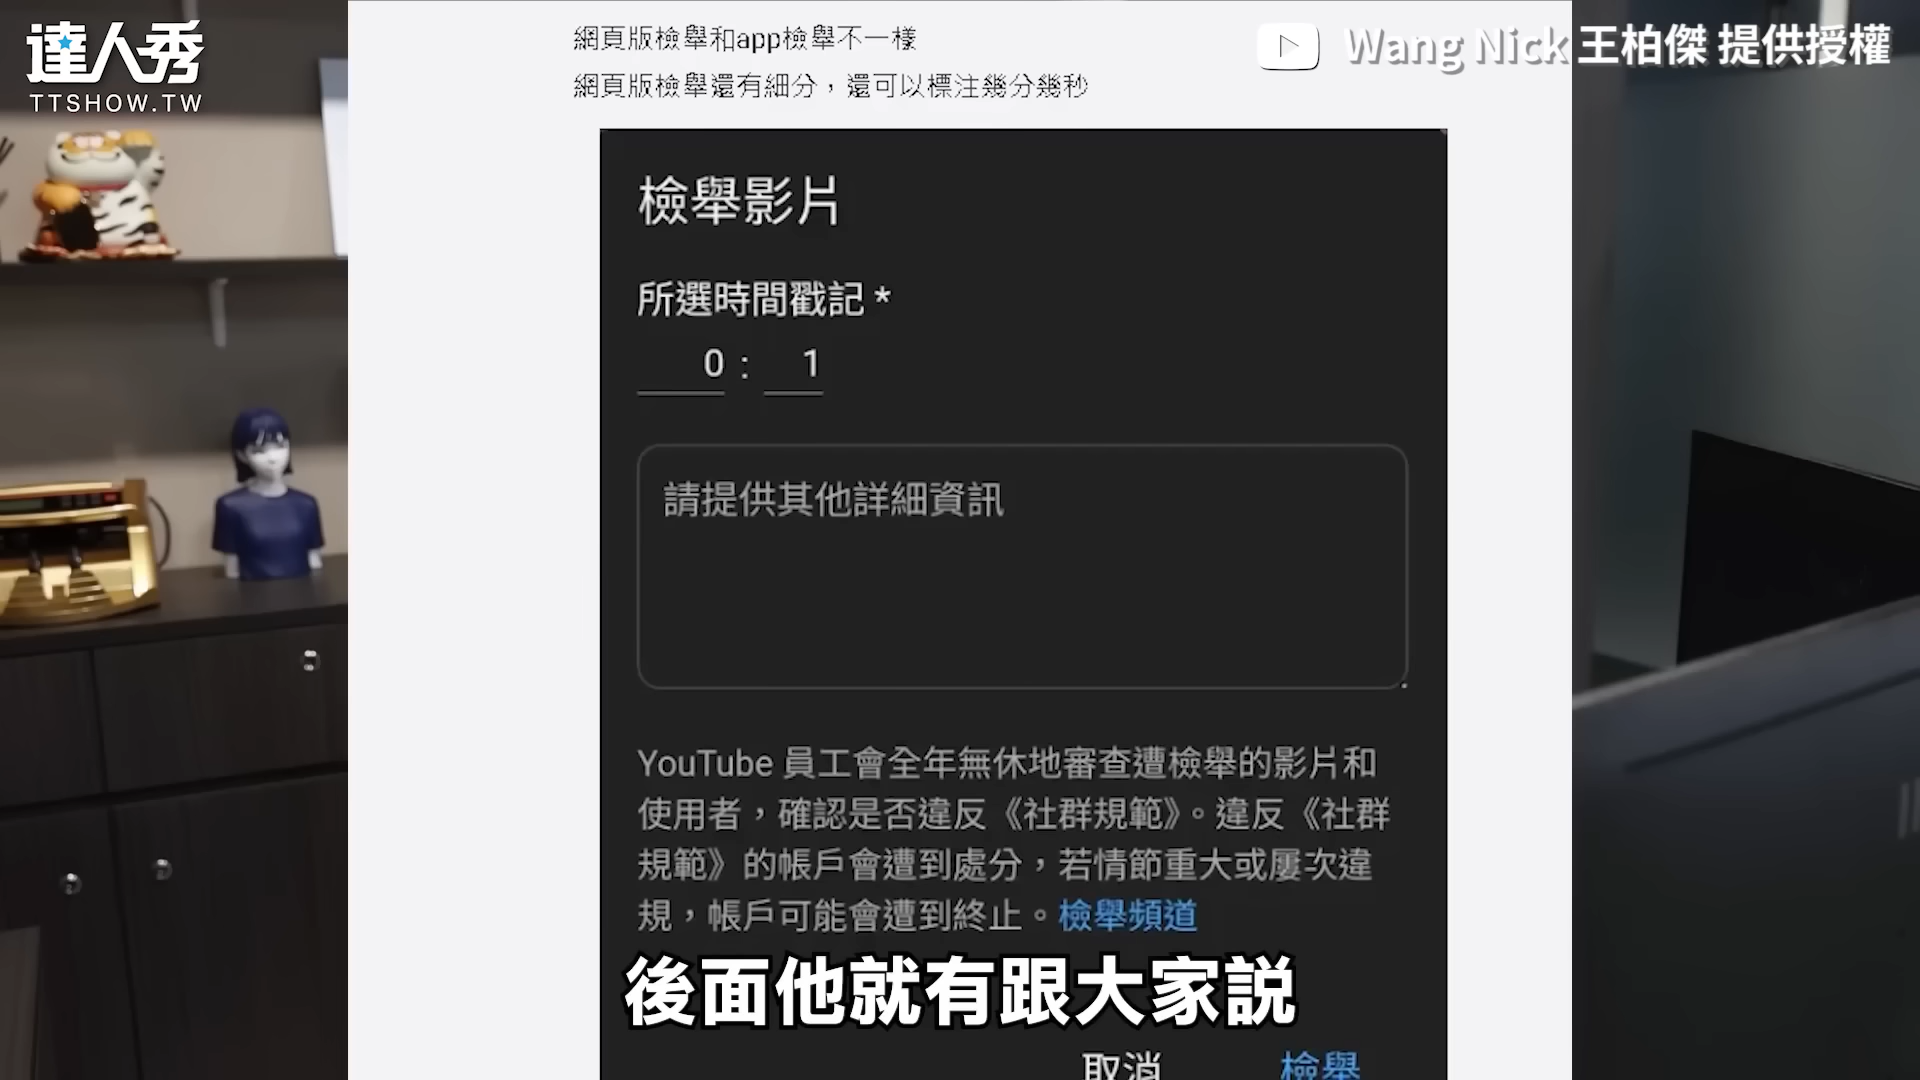 達人秀
TTSHOW.TW
網頁版檢舉和app檢舉不一樣
網頁版檢舉還有細分，還可以標注幾分幾秒
Wang Nick 王柏傑 提供授權
檢舉影片
所選時間戳記 *
0 : 1
請提供其他詳細資訊
YouTube 員工會全年無休地審查遭檢舉的影片和
使用者，確認是否違反《社群規範》。違反《社群
規範》的帳戶會遭到處分，若情節重大或屢次違
規，帳戶可能會遭到終止。檢舉頻道
後面他就有跟大家説
取消 檢舉